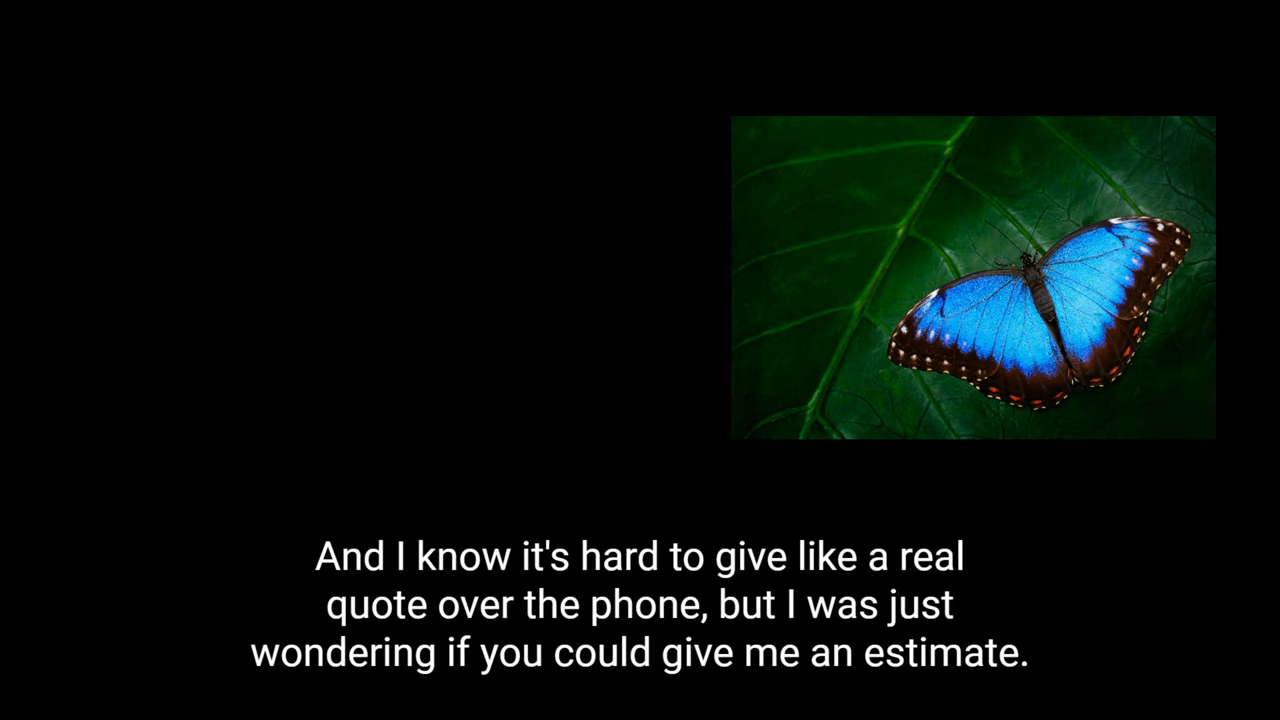 And I know it's hard to give like a real
quote over the phone, but I was just
wondering if you could give me an estimate.